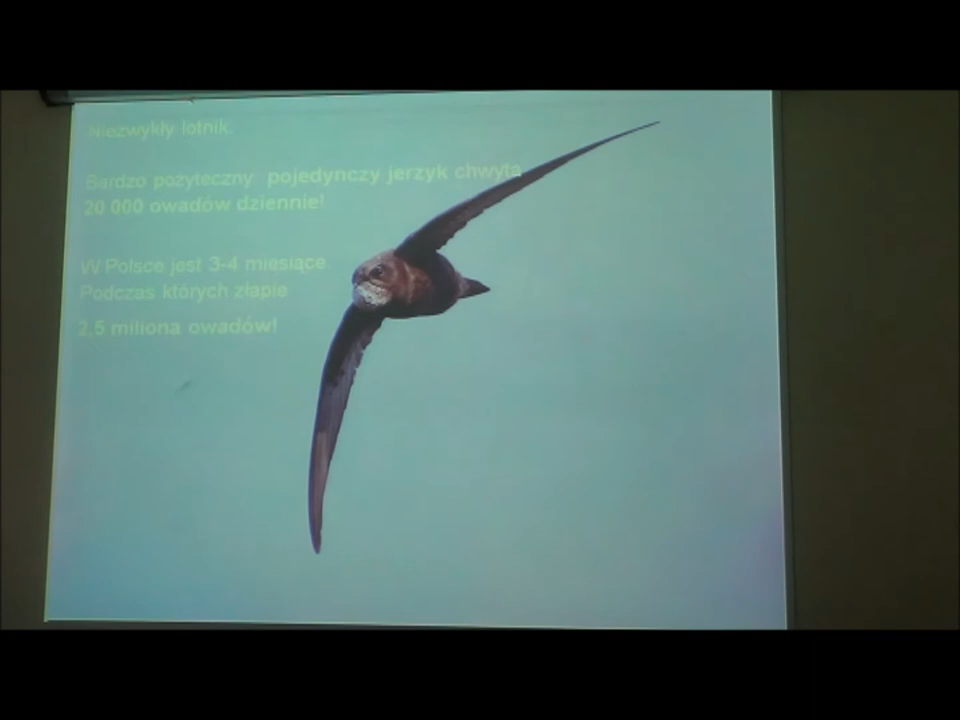 Niezwykły lotnik.
Bardzo pożyteczny pojedynczy jerzyk chwyta
20 000 owadów dziennie!
W Polsce jest 3-4 miesiące.
Podczas których złapie
2,5 miliona owadów!